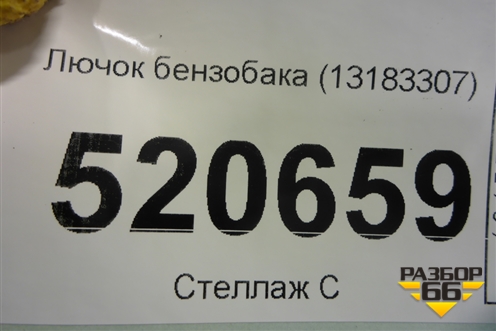 Лючок бензобака (13183307)
520659
Стеллаж С
РАЗБОР
66